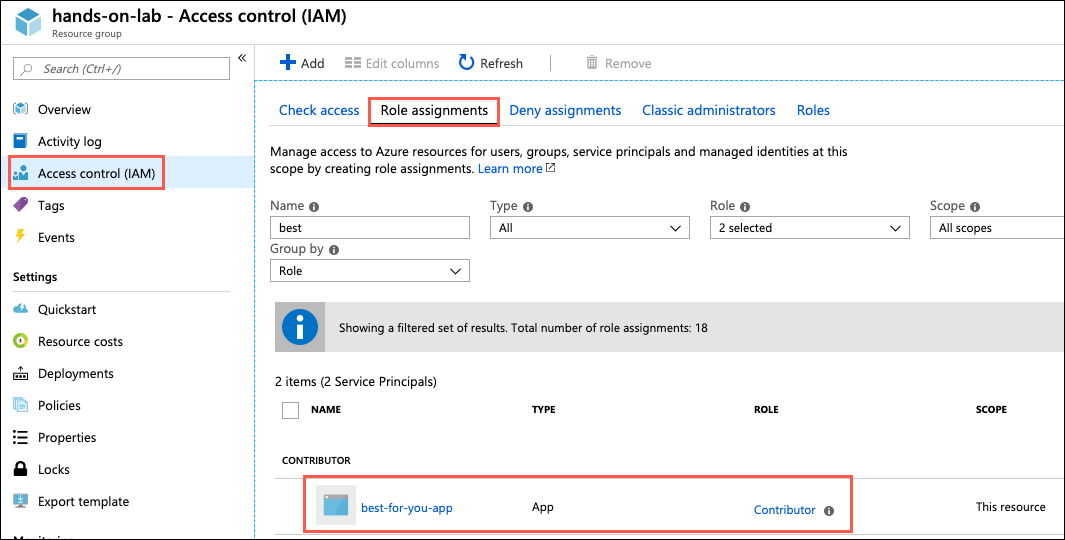 hands-on-lab - Access control (IAM)
Resource group
Search (Ctrl+/)
«
Overview
Activity log
Access control (IAM)
Tags
Events
Settings
Quickstart
Resource costs
Deployments
Policies
Properties
Locks
Export template
Monitoring
Add
Edit columns
Refresh
Remove
Check access
Role assignments
Deny assignments
Classic administrators
Roles
Manage access to Azure resources for users, groups, service principals and managed identities at this
scope by creating role assignments. Learn more
Name
Type
Role
Scope
best
All
2 selected
All scopes
Group by
Role
Showing a filtered set of results. Total number of role assignments: 18
2 items (2 Service Principals)
NAME
TYPE
ROLE
SCOPE
CONTRIBUTOR
best-for-you-app
App
Contributor
This resource